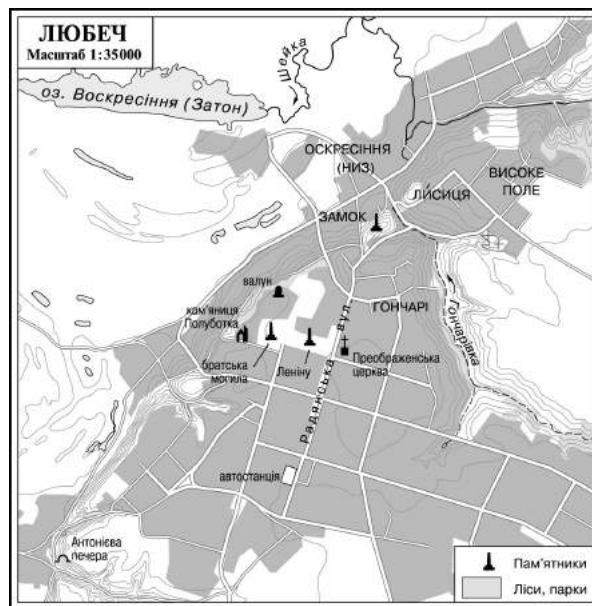 ЛЮБЕЧ
Масштаб 1:35000
Шейка
оз. Воскресіння (Затон)
ОСКРЕСІННЯ
(НИЗ)
ВИСОКЕ
ПОЛЕ
ЛИСИЦЯ
ЗАМОК
валун
кам'яниця
Полуботка
ГОНЧАРІ
Гончарівка
братська
могила
Леніну
Преображенська
церква
Радянська вул.
автостанція
Антонієва
печера
Пам'ятники
Ліси, парки